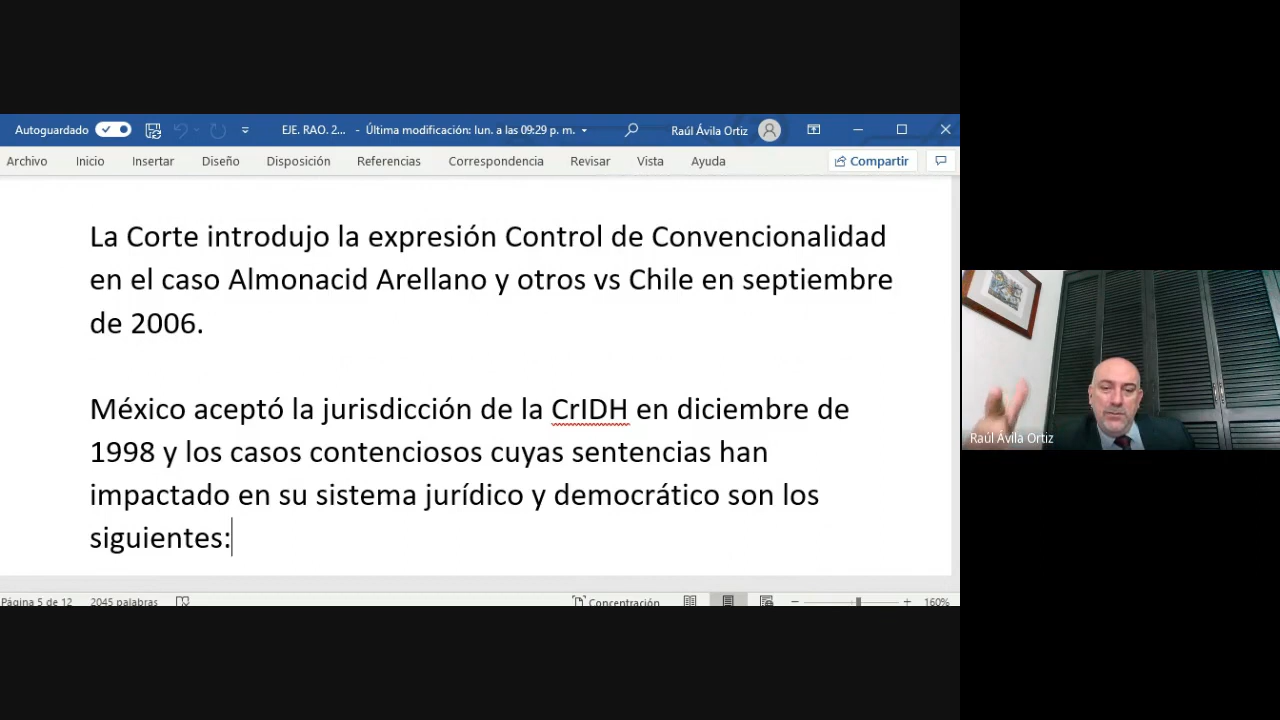 Autoguardado EJE. RAO. 2... - Última modificación: lun. a las 09:29 p. m. Raúl Ávila Ortiz
Archivo Inicio Insertar Diseño Disposición Referencias Correspondencia Revisar Vista Ayuda Compartir
La Corte introdujo la expresión Control de Convencionalidad
en el caso Almonacid Arellano y otros vs Chile en septiembre
de 2006.
México aceptó la jurisdicción de la CrIDH en diciembre de
1998 y los casos contenciosos cuyas sentencias han
impactado en su sistema jurídico y democrático son los
siguientes:
Página 5 de 12 2045 palabras Concentración 160%
Raúl Ávila Ortiz